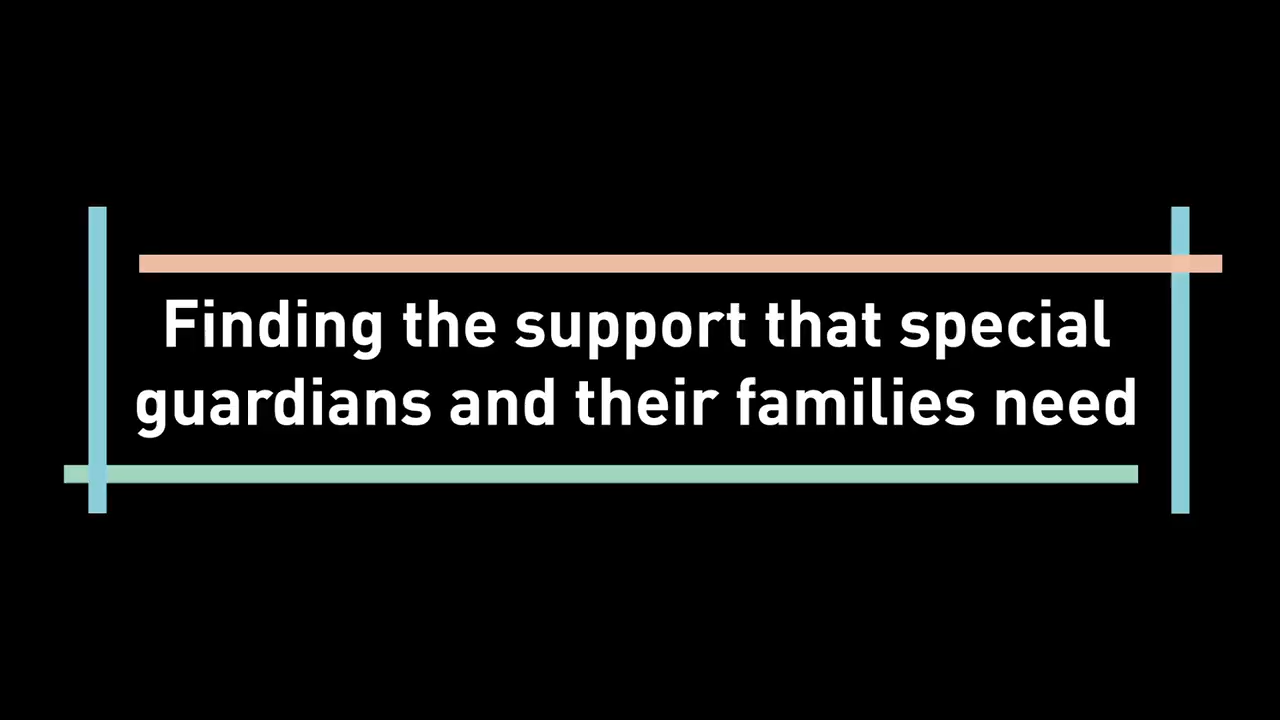 Finding the support that special
guardians and their families need